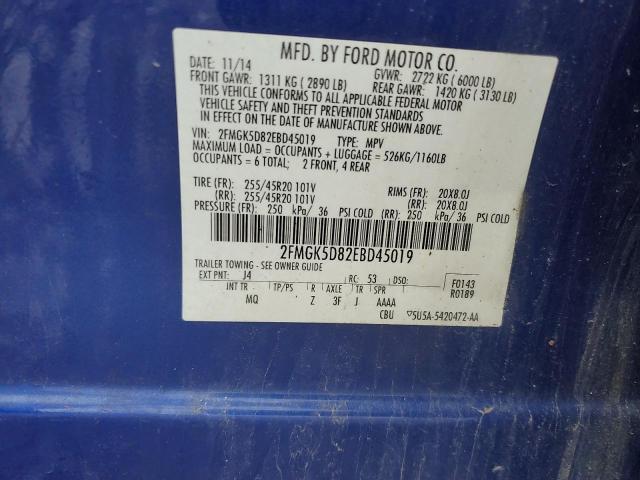 MFD. BY FORD MOTOR CO.
DATE: 11/14 GVWR: 2722 KG ( 6000 LB)
FRONT GAWR: 1311 KG ( 2890 LB) REAR GAWR: 1420 KG ( 3130 LB)
THIS VEHICLE CONFORMS TO ALL APPLICABLE FEDERAL MOTOR
VEHICLE SAFETY AND THEFT PREVENTION STANDARDS
IN EFFECT ON THE DATE OF MANUFACTURE SHOWN ABOVE.
VIN: 2FMGK5D82EBD45019 TYPE: MPV
MAXIMUM LOAD = OCCUPANTS + LUGGAGE = 526KG/1160LB
OCCUPANTS = 6 TOTAL; 2 FRONT, 4 REAR
TIRE (FR): 255/45R20 101V RIMS (FR): 20X8.0J
(RR): 255/45R20 101V (RR): 20X8.0J
PRESSURE (FR): 250 kPa/ 36 PSI COLD (RR): 250 kPa/ 36 PSI COLD
2FMGK5D82EBD45019
TRAILER TOWING - SEE OWNER GUIDE
EXT PNT: J4 RC: 53 DSO: F0143
INT TR TP/PS R AXLE TR SPR R0189
MQ Z 3F J AAAA
CBU 5U5A-5420472-AA